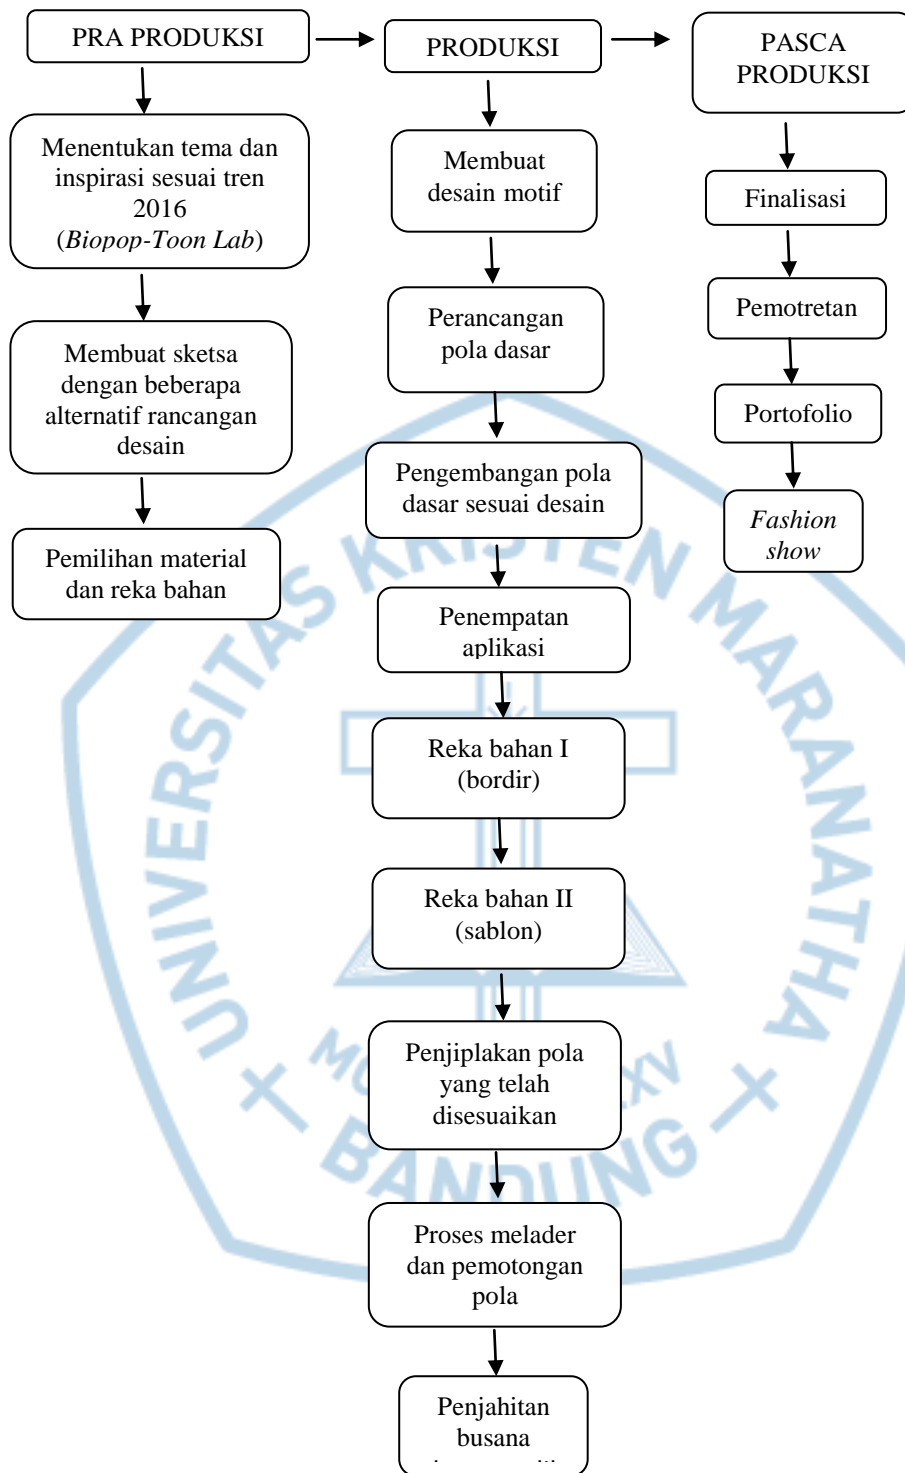 PRA PRODUKSI
Menentukan tema dan
inspirasi sesuai tren
2016
(Biopop-Toon Lab)
Membuat sketsa
dengan beberapa
alternatif rancangan
desain
Pemilihan material
dan reka bahan
PRODUKSI
Membuat
desain motif
Perancangan
pola dasar
Pengembangan pola
dasar sesuai desain
Penempatan
aplikasi
Reka bahan I
(bordir)
Reka bahan II
(sablon)
Penjiplakan pola
yang telah
disesuaikan
Proses melader
dan pemotongan
pola
Penjahitan
busana
PASCA
PRODUKSI
Finalisasi
Pemotretan
Portofolio
Fashion
show
UNIVERSITAS KRISTEN MARANATHA
BANDUNG